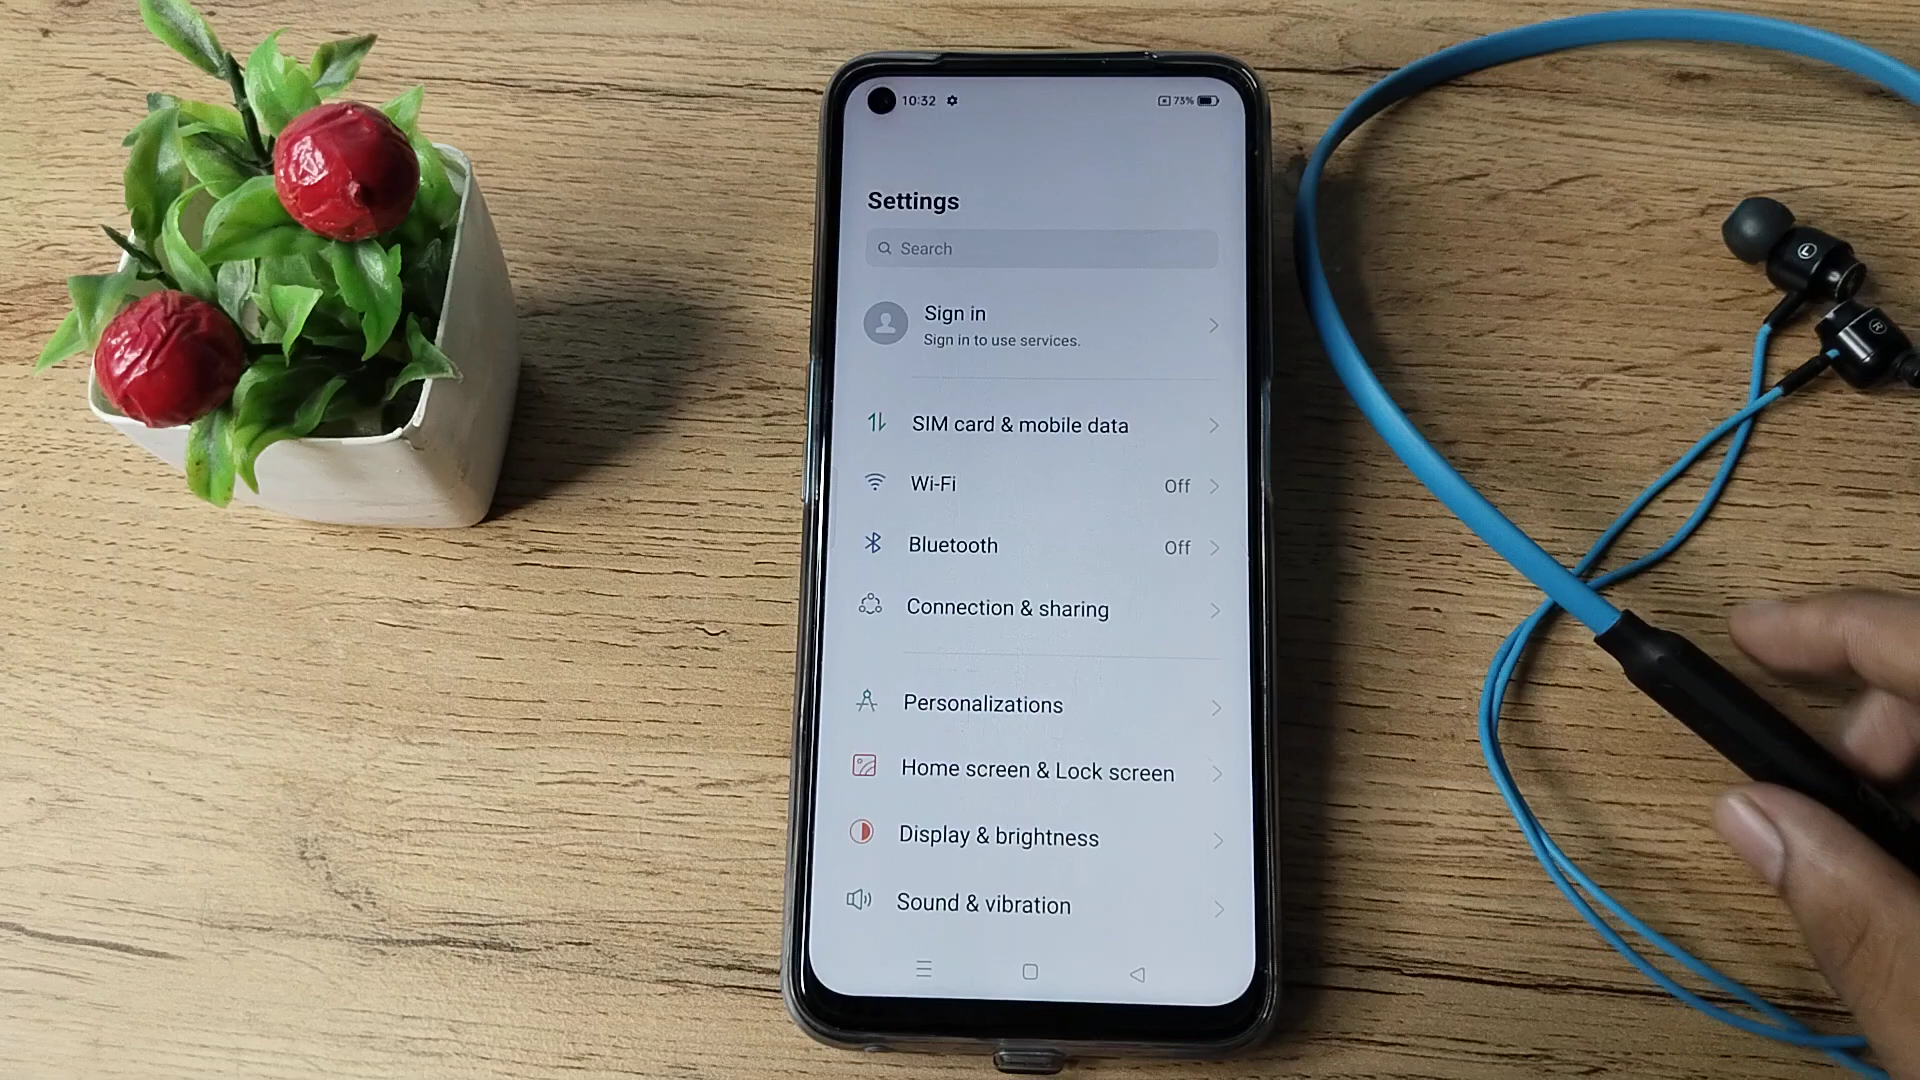 10:32
73%
Settings
Search
Sign in
Sign in to use services.
SIM card & mobile data
Wi-Fi Off
Bluetooth Off
Connection & sharing
Personalizations
Home screen & Lock screen
Display & brightness
Sound & vibration
L
R